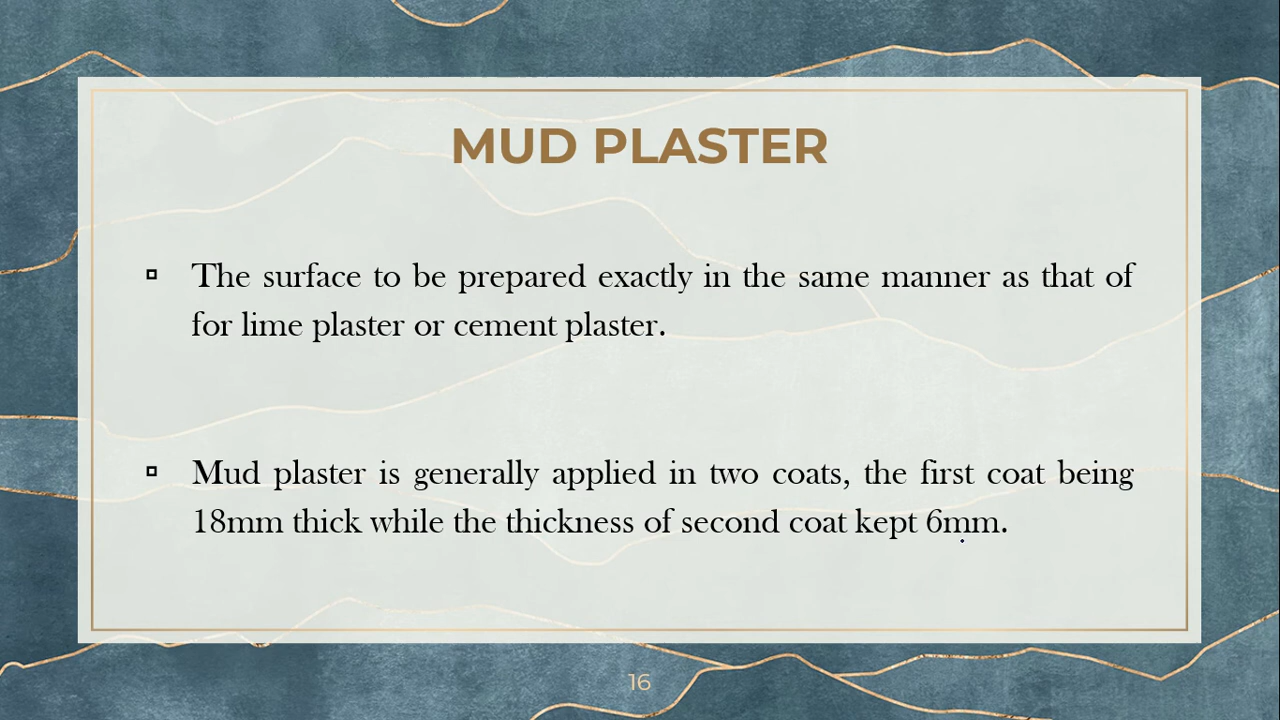 MUD PLASTER
▫ The surface to be prepared exactly in the same manner as that of
for lime plaster or cement plaster.
▫ Mud plaster is generally applied in two coats, the first coat being
18mm thick while the thickness of second coat kept 6mm.
16